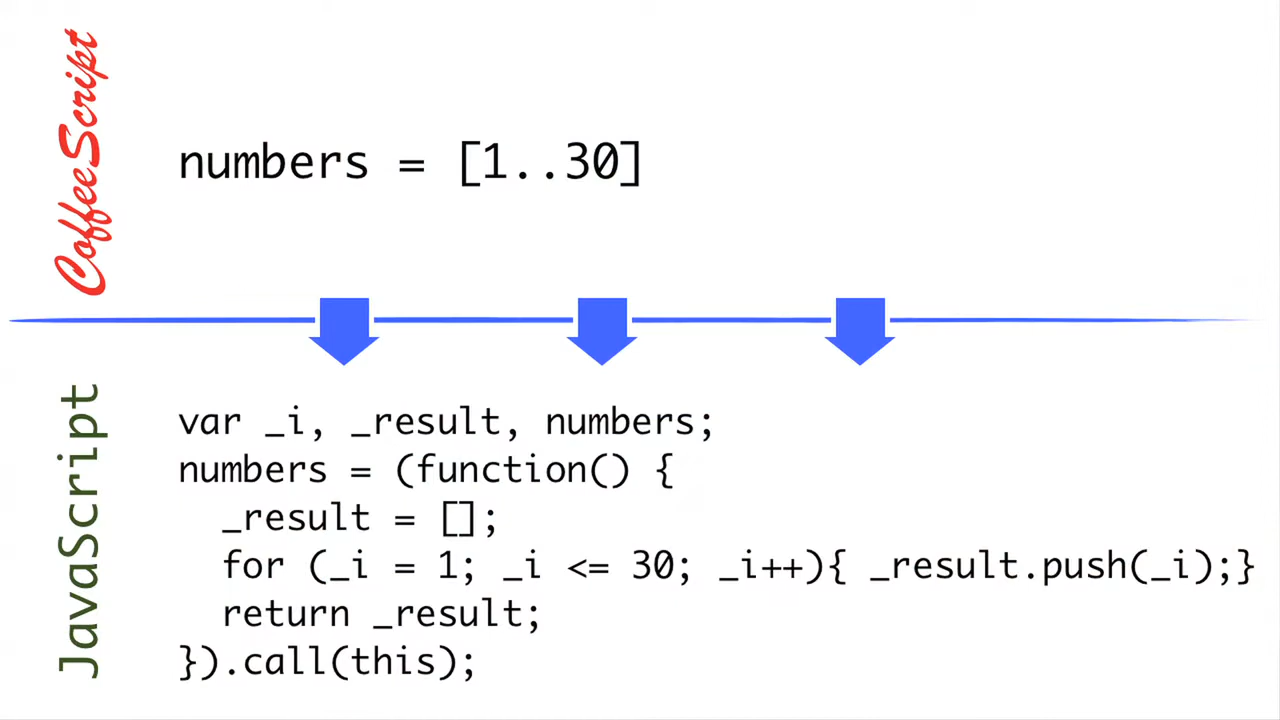 CoffeeScript
numbers = [1..30]
JavaScript
var _i, _result, numbers;
numbers = (function() {
  _result = [];
  for (_i = 1; _i <= 30; _i++){ _result.push(_i);}
  return _result;
}).call(this);